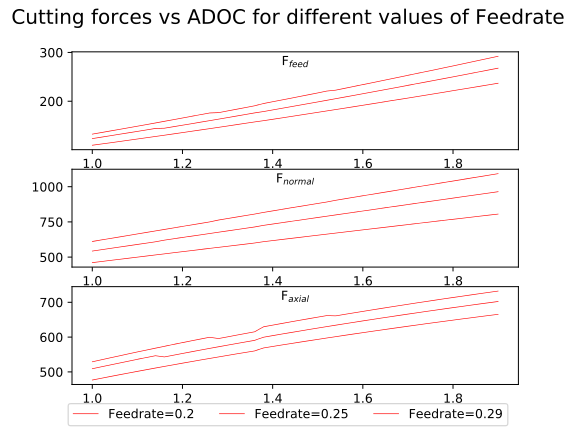 Cutting forces vs ADOC for different values of Feedrate
F_feed
300
200
1.0 1.2 1.4 1.6 1.8
F_normal
1000
750
500
1.0 1.2 1.4 1.6 1.8
F_axial
700
600
500
1.0 1.2 1.4 1.6 1.8
Feedrate=0.2 Feedrate=0.25 Feedrate=0.29